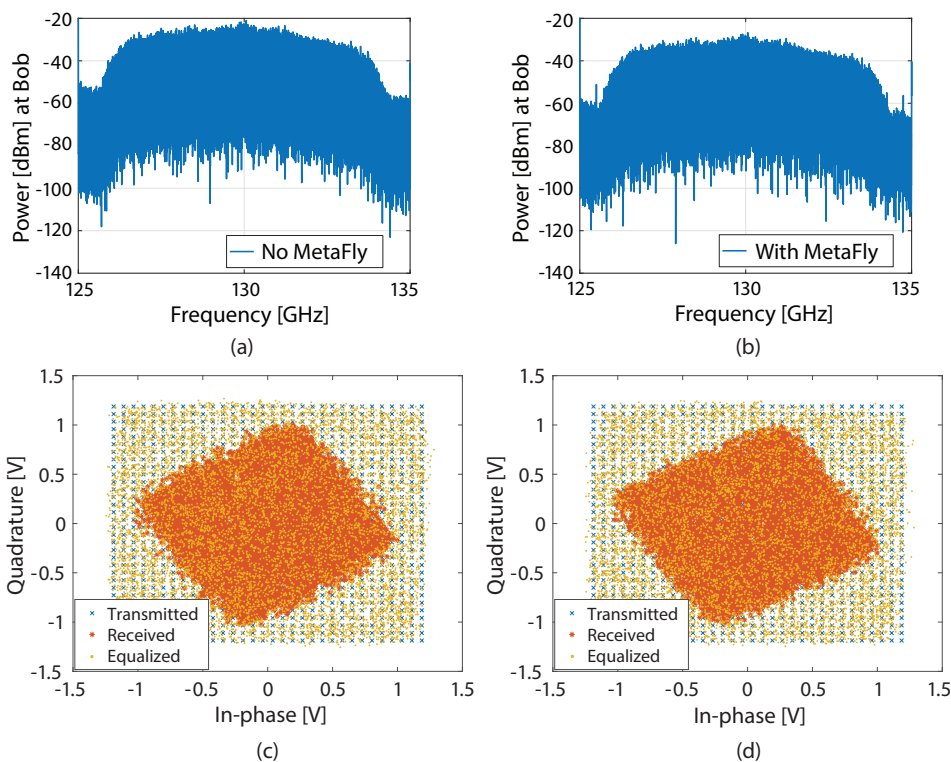 -20
-40
-60
-80
-100
-120
-140
Power [dBm] at Bob
No MetaFly
125
130
135
Frequency [GHz]
(a)
-20
-40
-60
-80
-100
-120
-140
Power [dBm] at Bob
With MetaFly
125
130
135
Frequency [GHz]
(b)
1.5
1
0.5
0
-0.5
-1
-1.5
Quadrature [V]
Transmitted
Received
Equalized
-1.5
-1
-0.5
0
0.5
1
1.5
In-phase [V]
(c)
1.5
1
0.5
0
-0.5
-1
-1.5
Quadrature [V]
Transmitted
Received
Equalized
-1.5
-1
-0.5
0
0.5
1
1.5
In-phase [V]
(d)